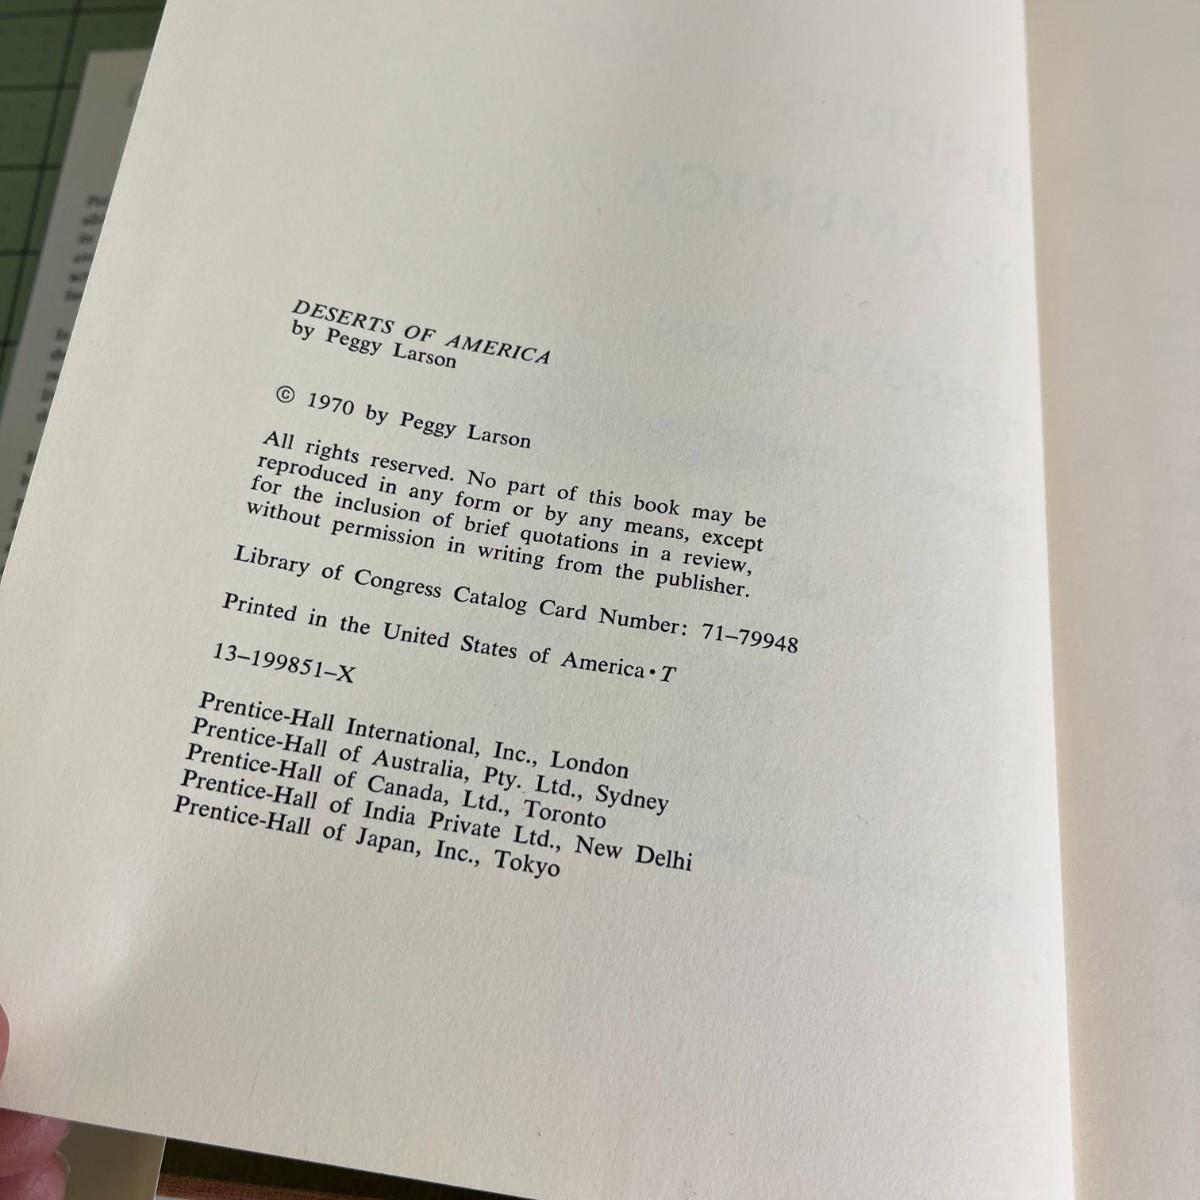 DESERTS OF AMERICA
by Peggy Larson
© 1970 by Peggy Larson
All rights reserved. No part of this book may be
reproduced in any form or by any means, except
for the inclusion of brief quotations in a review,
without permission in writing from the publisher.
Library of Congress Catalog Card Number: 71–79948
Printed in the United States of America • T
13–199851–X
Prentice-Hall International, Inc., London
Prentice-Hall of Australia, Pty. Ltd., Sydney
Prentice-Hall of Canada, Ltd., Toronto
Prentice-Hall of India Private Ltd., New Delhi
Prentice-Hall of Japan, Inc., Tokyo